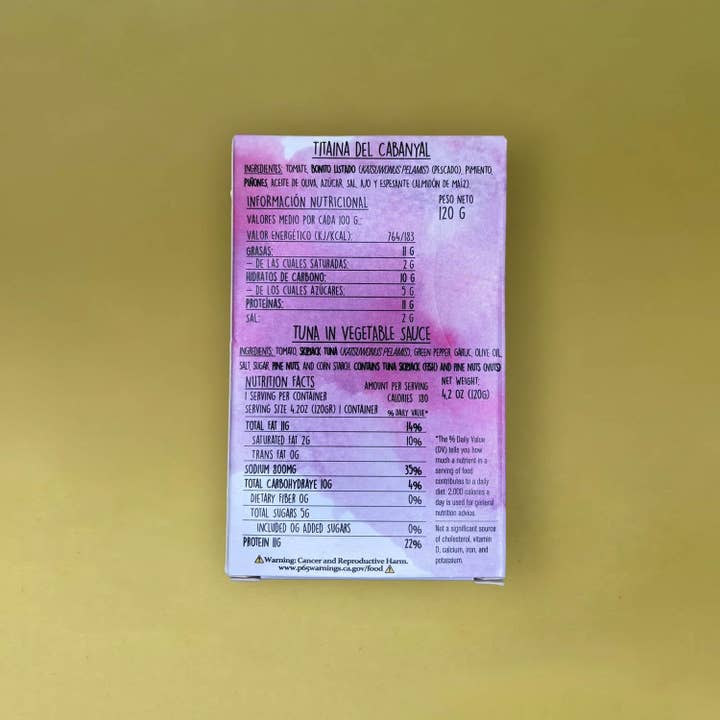 TITAINA DEL CABANYAL
INGREDIENTES: TOMATE, BONITO LISTADO (KATSUWONUS PELAMIS) (PESCADO), PIMIENTO,
PIÑONES, ACEITE DE OLIVA, AZÚCAR, SAL, AJO Y ESPESANTE (ALMIDÓN DE MAÍZ).
INFORMACIÓN NUTRICIONAL
PESO NETO
120 G
VALORES MEDIO POR CADA 100 G.:
VALOR ENERGÉTICO (KJ/KCAL): 764/183
GRASAS: 11 G
- DE LAS CUALES SATURADAS: 2 G
HIDRATOS DE CARBONO: 10 G
- DE LOS CUALES AZÚCARES: 5 G
PROTEÍNAS: 11 G
SAL: 2 G
TUNA IN VEGETABLE SAUCE
INGREDIENTS: TOMATO, SKIPJACK TUNA (KATSUWONUS PELAMIS), GREEN PEPPER, GARLIC, OLIVE OIL,
SALT, SUGAR, PINE NUTS, AND CORN STARCH. CONTAINS TUNA SKIPJACK (FISH) AND PINE NUTS (NUTS)
NUTRITION FACTS
1 SERVING PER CONTAINER
SERVING SIZE 4.2OZ (120GR) 1 CONTAINER
AMOUNT PER SERVING
CALORIES 180
% DAILY VALUE*
NET WEIGHT:
4,2 OZ (120G)
TOTAL FAT 11G 14%
SATURATED FAT 2G 10%
TRANS FAT 0G
SODIUM 800MG 35%
TOTAL CARBOHYDRAYE 10G 4%
DIETARY FIBER 0G 0%
TOTAL SUGARS 5G
INCLUDED 0G ADDED SUGARS 0%
PROTEIN 11G 22%
*The % Daily Value
(DV) tells you how
much a nutrient in a
serving of food
contributes to a daily
diet. 2,000 calories a
day is used for general
nutrition advice.
Not a significant source
of cholesterol, vitamin
D, calcium, iron, and
potassium.
⚠Warning: Cancer and Reproductive Harm.
www.p65warnings.ca.gov/food ⚠